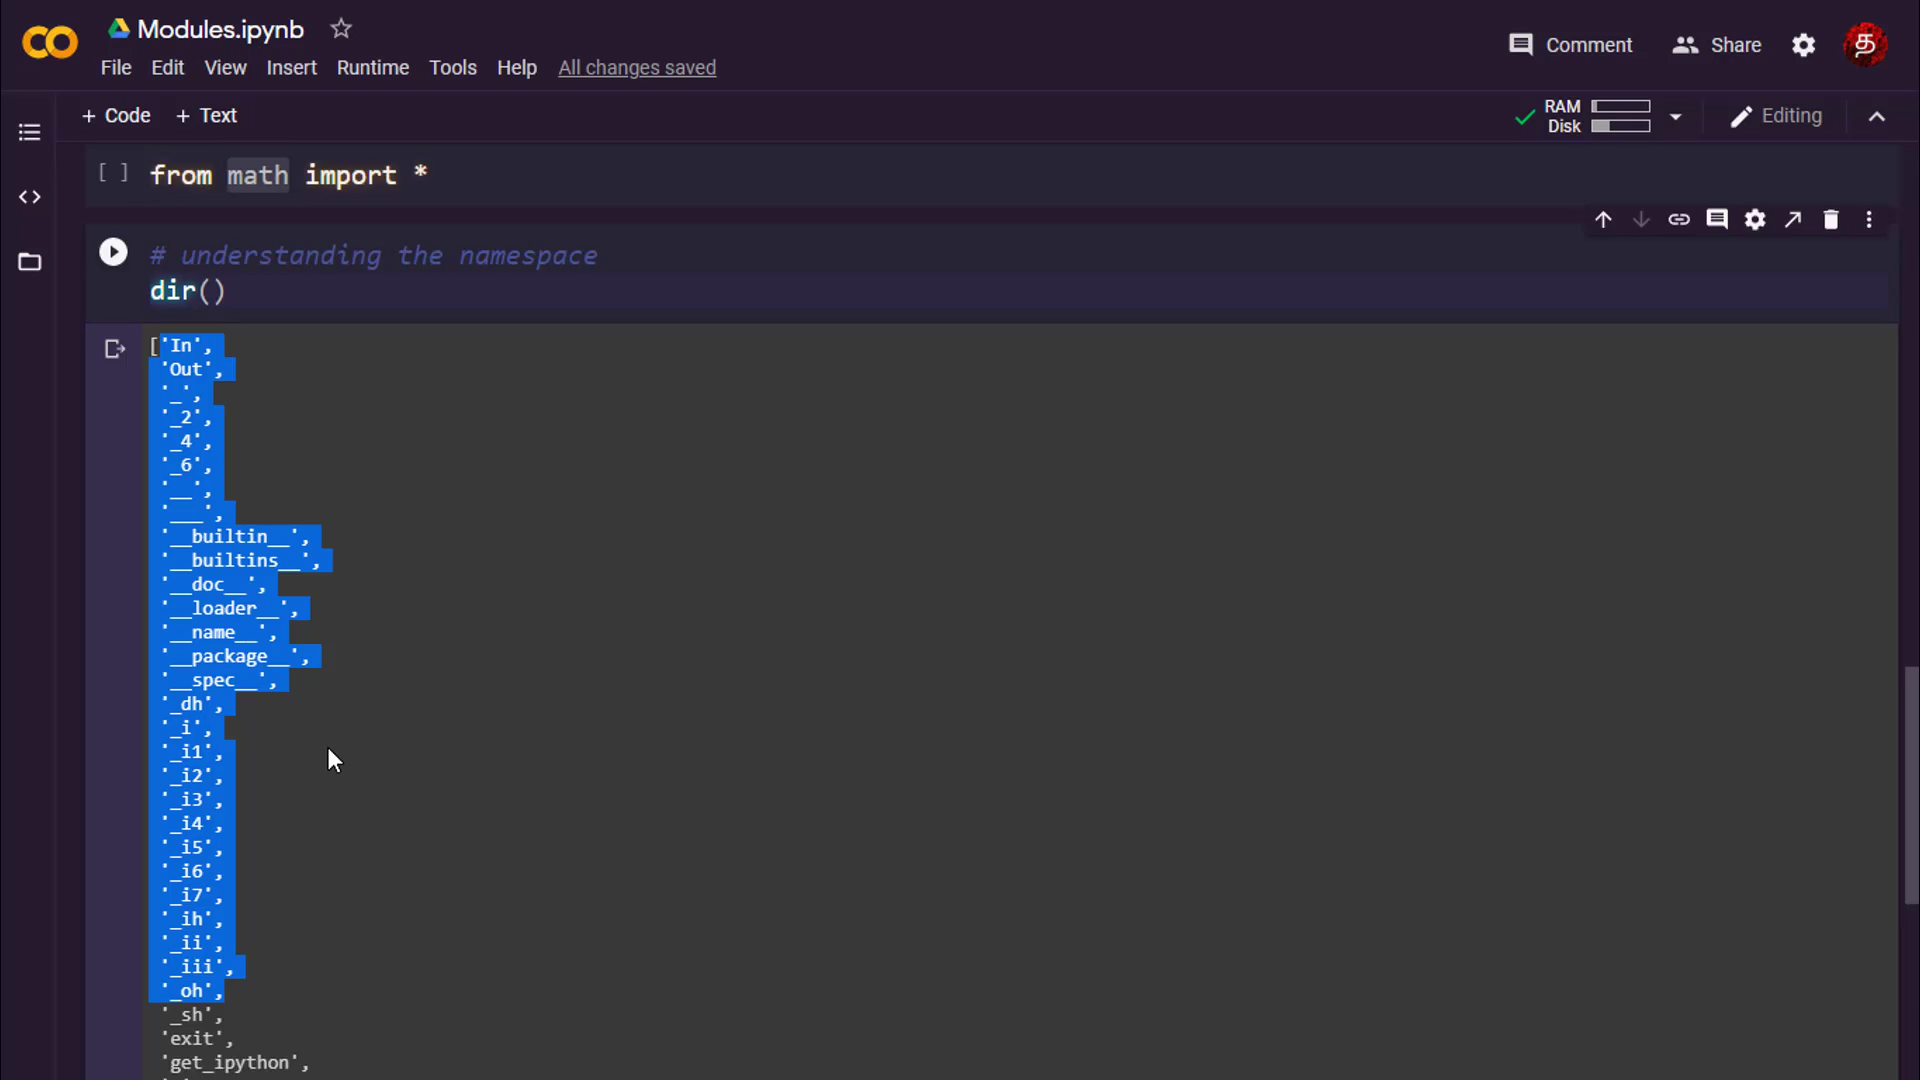 Modules.ipynb
Comment Share
த
File Edit View Insert Runtime Tools Help All changes saved
+ Code + Text
RAM
Disk
Editing
[ ] from math import *
# understanding the namespace
dir()
['In',
'Out',
'_',
'_2',
'_4',
'_6',
'__',
'___',
'__builtin__',
'__builtins__',
'__doc__',
'__loader__',
'__name__',
'__package__',
'__spec__',
'_dh',
'_i',
'_i1',
'_i2',
'_i3',
'_i4',
'_i5',
'_i6',
'_i7',
'_ih',
'_ii',
'_iii',
'_oh',
'_sh',
'exit',
'get_ipython',